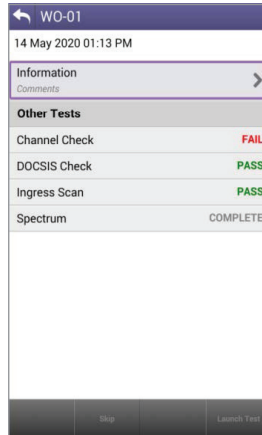 WO-01
14 May 2020 01:13 PM
Information
Comments
Other Tests
Channel Check FAIL
DOCSIS Check PASS
Ingress Scan PASS
Spectrum COMPLETE
Skip Launch Test